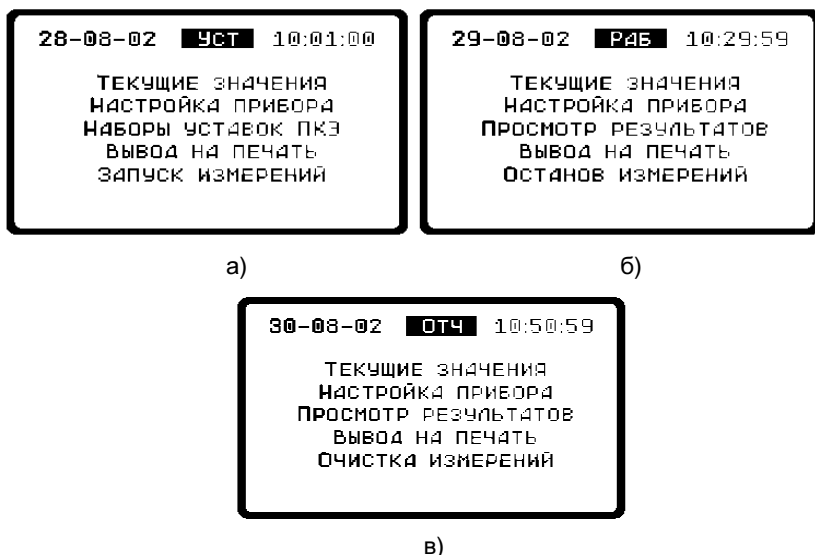 28-08-02 УСТ 10:01:00
ТЕКУЩИЕ ЗНАЧЕНИЯ
НАСТРОЙКА ПРИБОРА
НАБОРЫ УСТАВОК ПКЭ
ВЫВОД НА ПЕЧАТЬ
ЗАПУСК ИЗМЕРЕНИЙ
а)
29-08-02 РАБ 10:29:59
ТЕКУЩИЕ ЗНАЧЕНИЯ
НАСТРОЙКА ПРИБОРА
ПРОСМОТР РЕЗУЛЬТАТОВ
ВЫВОД НА ПЕЧАТЬ
ОСТАНОВ ИЗМЕРЕНИЙ
б)
30-08-02 ОТЧ 10:50:59
ТЕКУЩИЕ ЗНАЧЕНИЯ
НАСТРОЙКА ПРИБОРА
ПРОСМОТР РЕЗУЛЬТАТОВ
ВЫВОД НА ПЕЧАТЬ
ОЧИСТКА ИЗМЕРЕНИЙ
в)